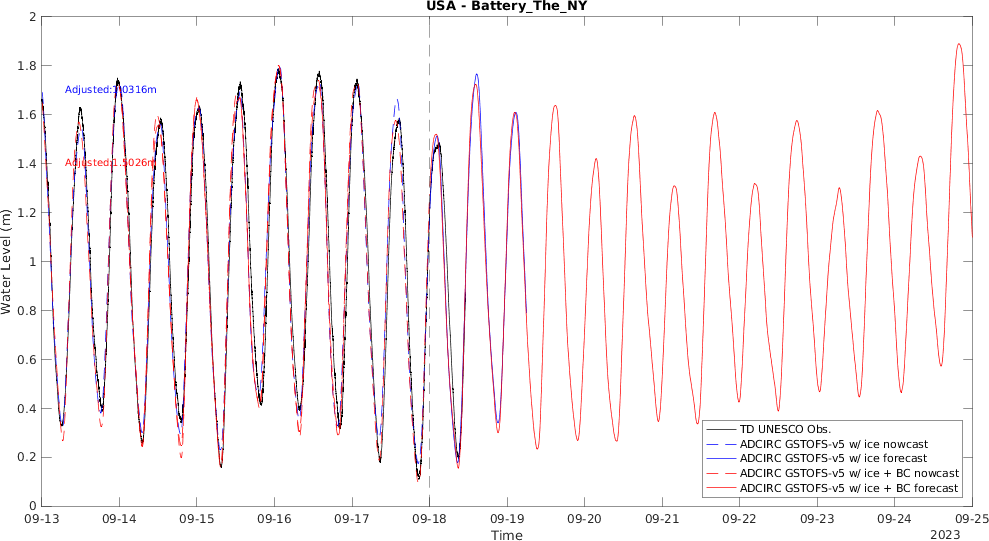 USA - Battery_The_NY
Water Level (m)
2
1.8
1.6
1.4
1.2
1
0.8
0.6
0.4
0.2
0
Adjusted:1.0316m
Adjusted:1.5026m
TD UNESCO Obs.
ADCIRC GSTOFS-v5 w/ ice nowcast
ADCIRC GSTOFS-v5 w/ ice forecast
ADCIRC GSTOFS-v5 w/ ice + BC nowcast
ADCIRC GSTOFS-v5 w/ ice + BC forecast
09-13 09-14 09-15 09-16 09-17 09-18 09-19 09-20 09-21 09-22 09-23 09-24 09-25
Time
2023